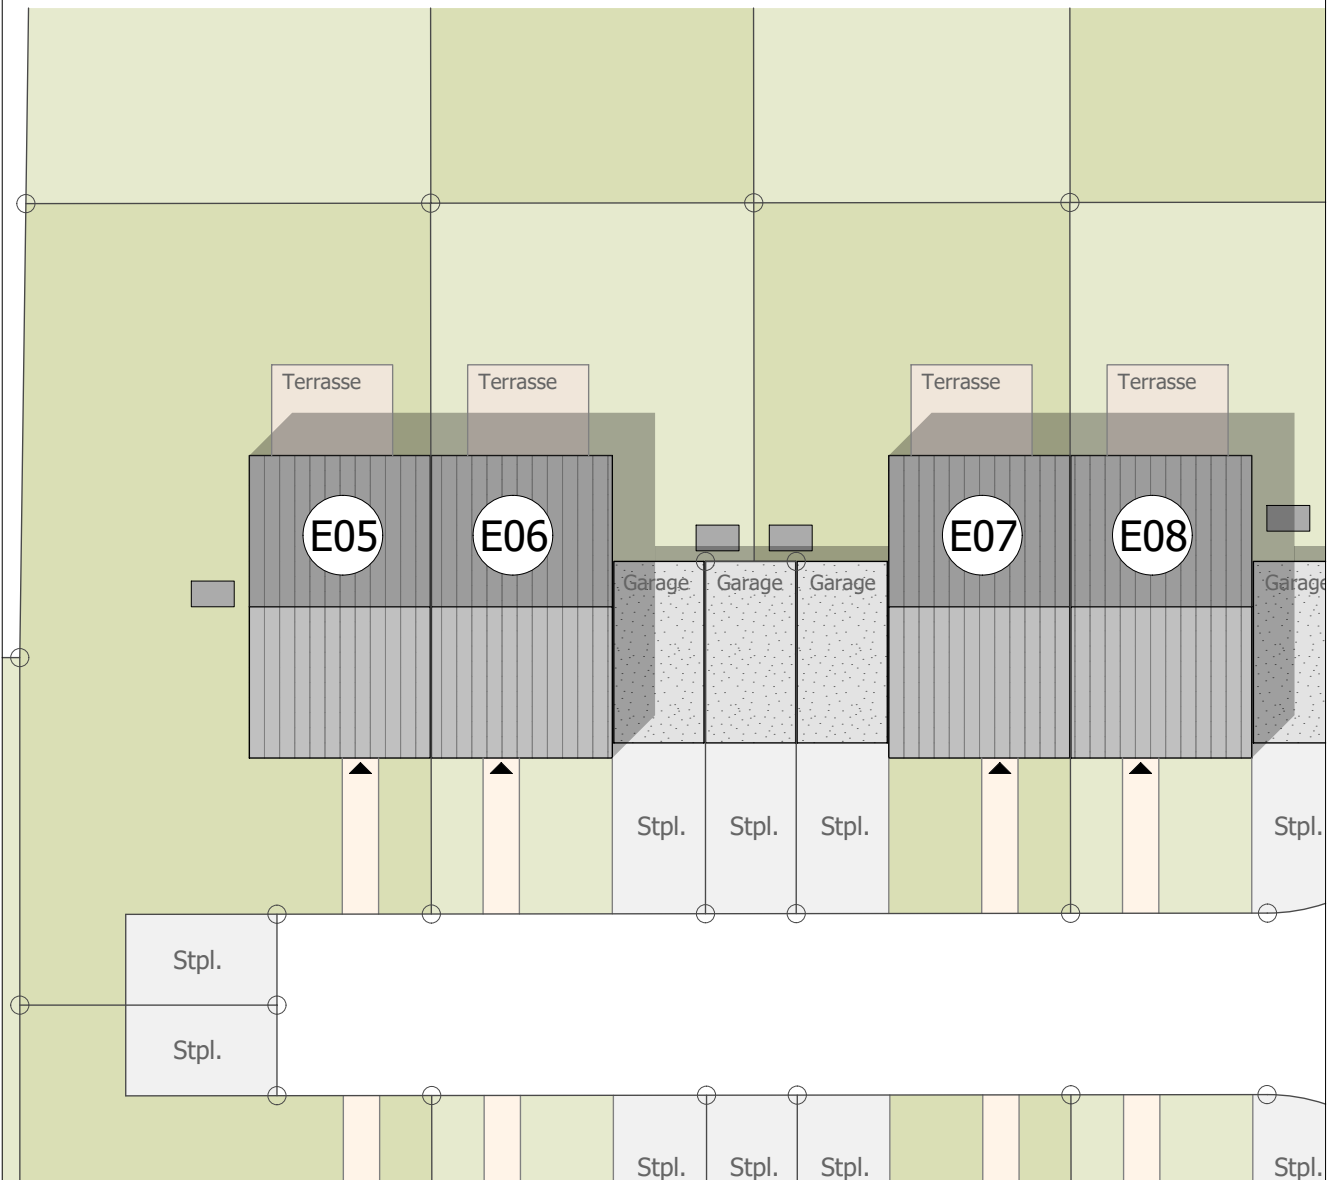 Terrasse Terrasse Terrasse Terrasse
E05 E06 E07 E08
Garage Garage Garage Garage
Stpl. Stpl. Stpl. Stpl.
Stpl.
Stpl.
Stpl. Stpl. Stpl. Stpl.